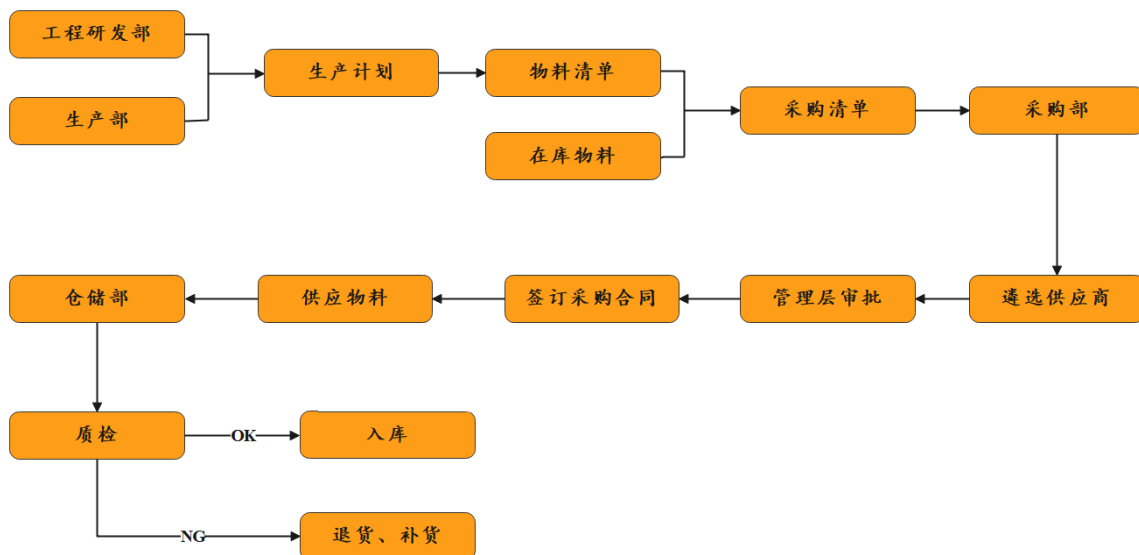 工程研发部
生产部
生产计划
物料清单
在库物料
采购清单
采购部
遴选供应商
管理层审批
签订采购合同
供应物料
仓储部
质检
OK
入库
NG
退货、补货